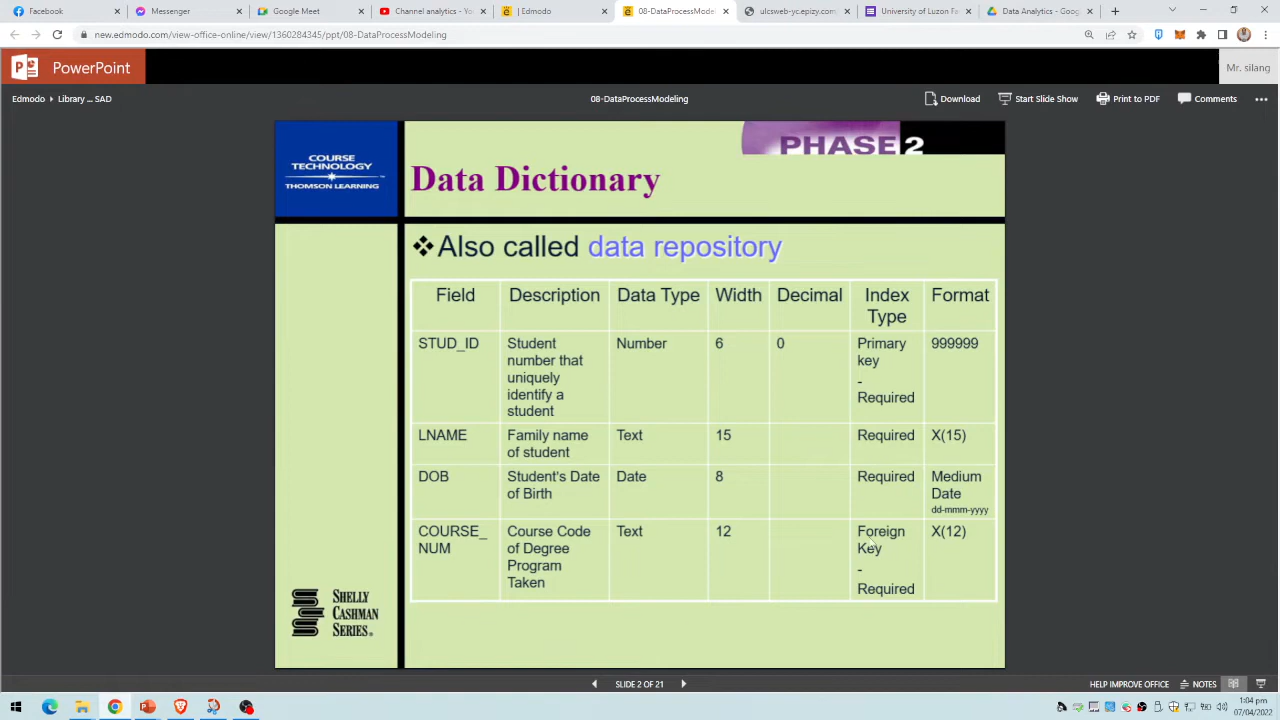 Facebook
Messenger
Google Meet
Channel analytics - Yo
Edmodo
08-DataProcessMode
ulcsweb-ycepizy.com
University of Luzon Fa
Data Analytics - Goog
new.edmodo.com/view-office-online/view/1360284345/ppt/08-DataProcessModeling
PowerPoint
Mr. silang
Edmodo ▸ Library ... SAD
08-DataProcessModeling
Download
Start Slide Show
Print to PDF
Comments
COURSE
TECHNOLOGY
THOMSON LEARNING
PHASE 2
Data Dictionary
❖Also called data repository
Field Description Data Type Width Decimal Index Type Format
STUD_ID Student number that uniquely identify a student Number 6 0 Primary key - Required 999999
LNAME Family name of student Text 15 Required X(15)
DOB Student's Date of Birth Date 8 Required Medium Date dd-mmm-yyyy
COURSE_NUM Course Code of Degree Program Taken Text 12 Foreign Key - Required X(12)
SHELLY
CASHMAN
SERIES®
SLIDE 2 OF 21
HELP IMPROVE OFFICE
NOTES
1:04 pm
07/04/2022